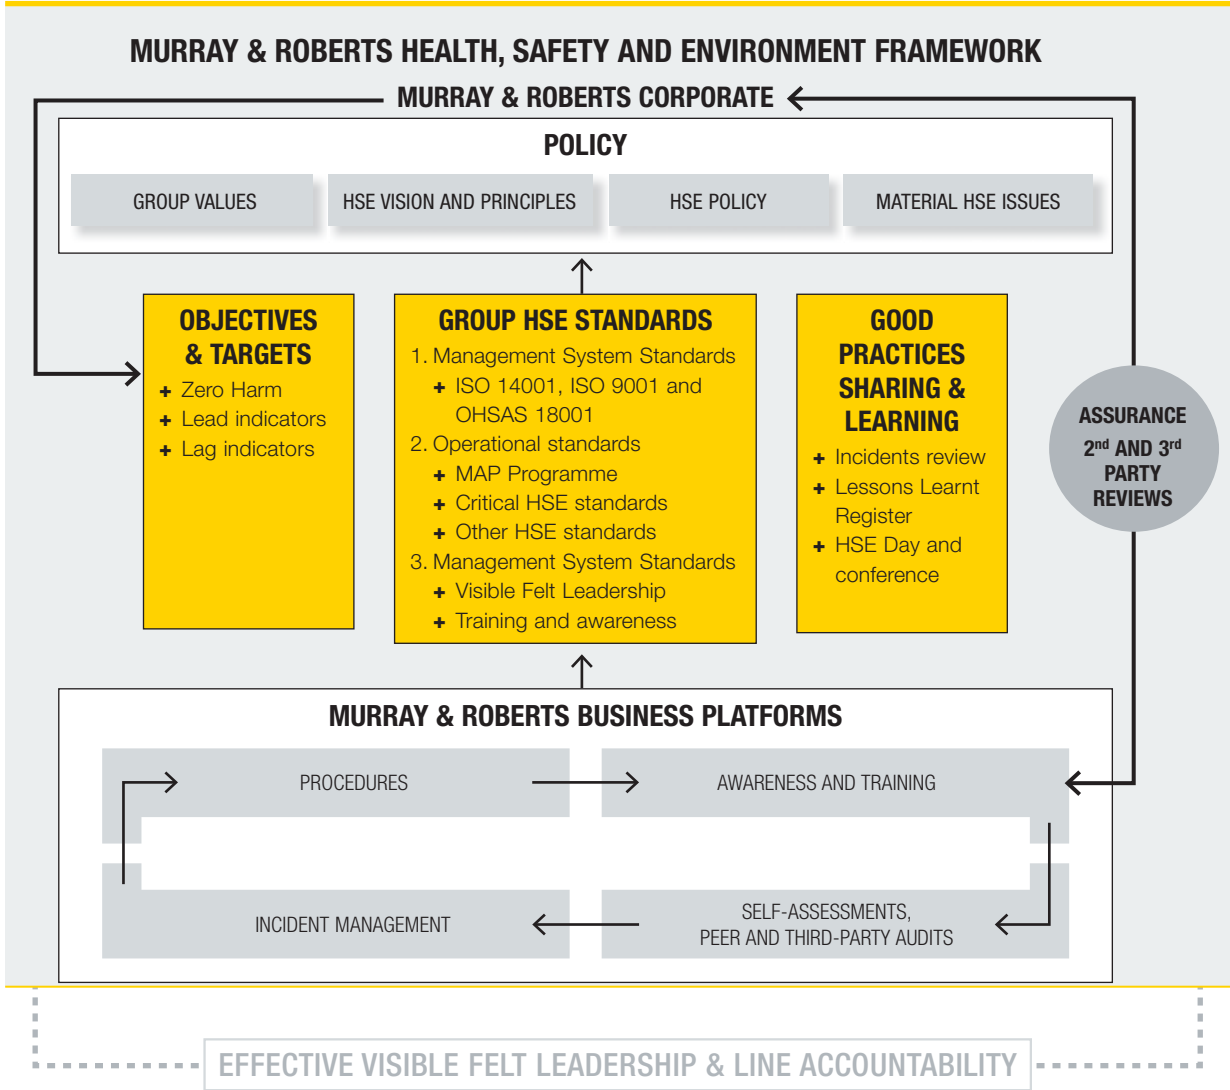 MURRAY & ROBERTS HEALTH, SAFETY AND ENVIRONMENT FRAMEWORK
MURRAY & ROBERTS CORPORATE
POLICY
GROUP VALUES
HSE VISION AND PRINCIPLES
HSE POLICY
MATERIAL HSE ISSUES
OBJECTIVES
& TARGETS
+ Zero Harm
+ Lead indicators
+ Lag indicators
GROUP HSE STANDARDS
1. Management System Standards
+ ISO 14001, ISO 9001 and
OHSAS 18001
2. Operational standards
+ MAP Programme
+ Critical HSE standards
+ Other HSE standards
3. Management System Standards
+ Visible Felt Leadership
+ Training and awareness
GOOD
PRACTICES
SHARING &
LEARNING
+ Incidents review
+ Lessons Learnt
Register
+ HSE Day and
conference
ASSURANCE
2nd AND 3rd
PARTY
REVIEWS
MURRAY & ROBERTS BUSINESS PLATFORMS
PROCEDURES
AWARENESS AND TRAINING
INCIDENT MANAGEMENT
SELF-ASSESSMENTS,
PEER AND THIRD-PARTY AUDITS
EFFECTIVE VISIBLE FELT LEADERSHIP & LINE ACCOUNTABILITY